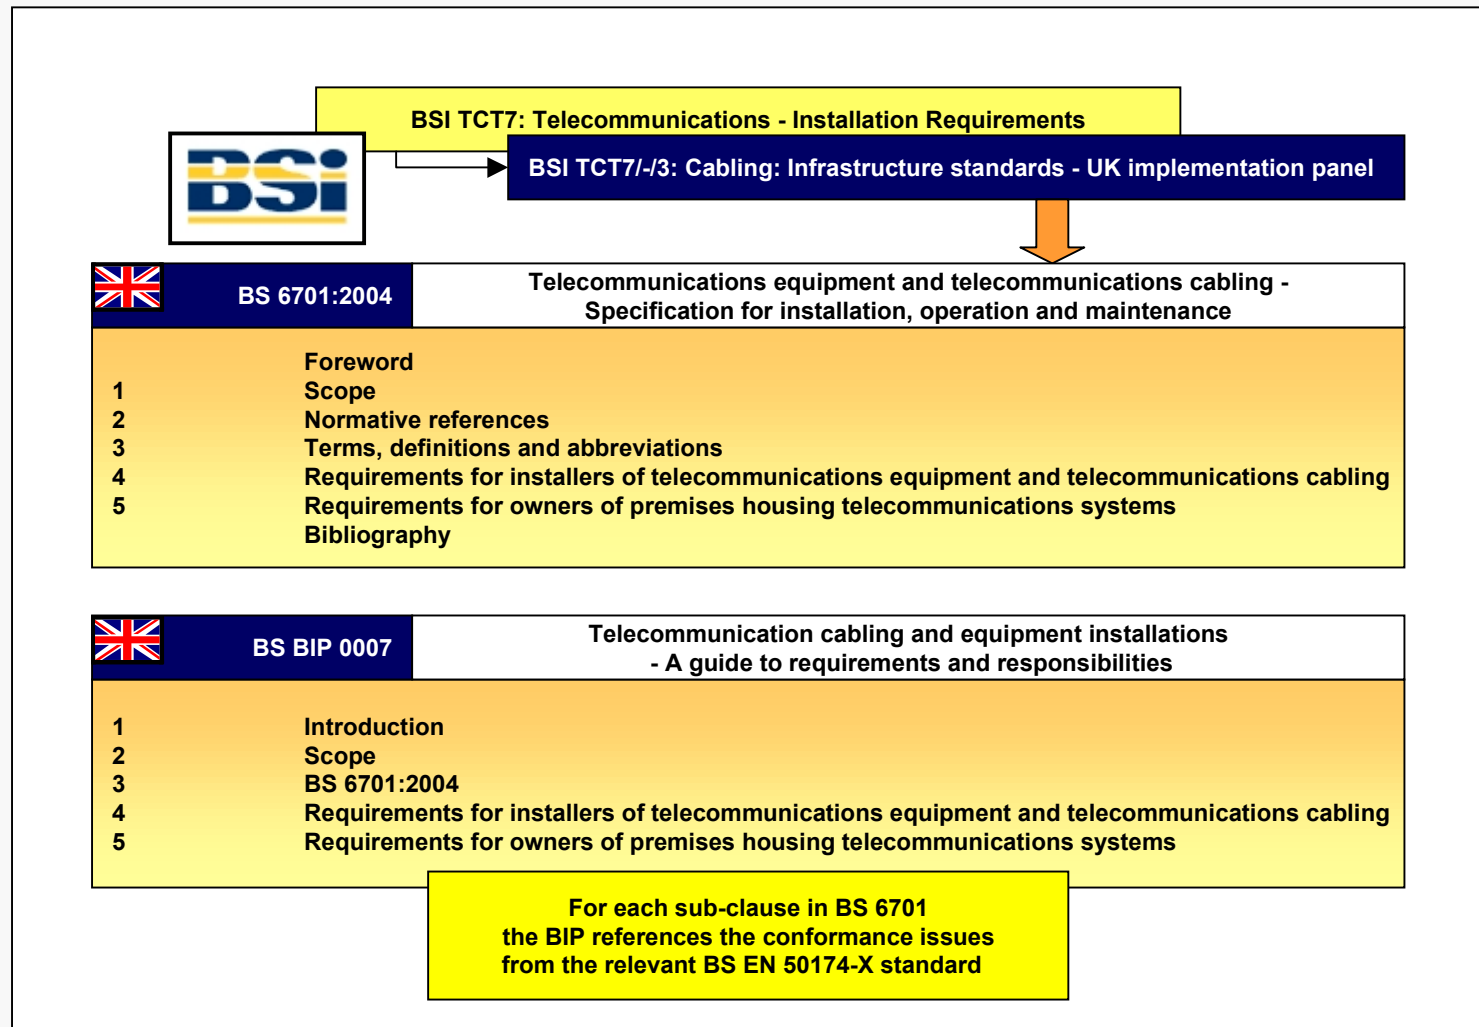 BSI TCT7: Telecommunications - Installation Requirements
BSi
BSI TCT7/-/3: Cabling: Infrastructure standards - UK implementation panel
BS 6701:2004
Telecommunications equipment and telecommunications cabling -
Specification for installation, operation and maintenance
Foreword
1 Scope
2 Normative references
3 Terms, definitions and abbreviations
4 Requirements for installers of telecommunications equipment and telecommunications cabling
5 Requirements for owners of premises housing telecommunications systems
Bibliography
BS BIP 0007
Telecommunication cabling and equipment installations
- A guide to requirements and responsibilities
1 Introduction
2 Scope
3 BS 6701:2004
4 Requirements for installers of telecommunications equipment and telecommunications cabling
5 Requirements for owners of premises housing telecommunications systems
For each sub-clause in BS 6701
the BIP references the conformance issues
from the relevant BS EN 50174-X standard